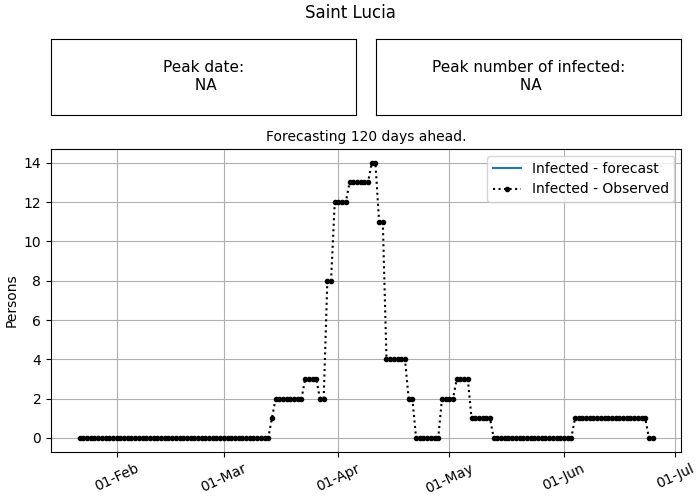 Saint Lucia
Peak date:
NA
Peak number of infected:
NA
Forecasting 120 days ahead.
Infected - forecast
Infected - Observed
Persons
14
12
10
8
6
4
2
0
01-Feb
01-Mar
01-Apr
01-May
01-Jun
01-Jul